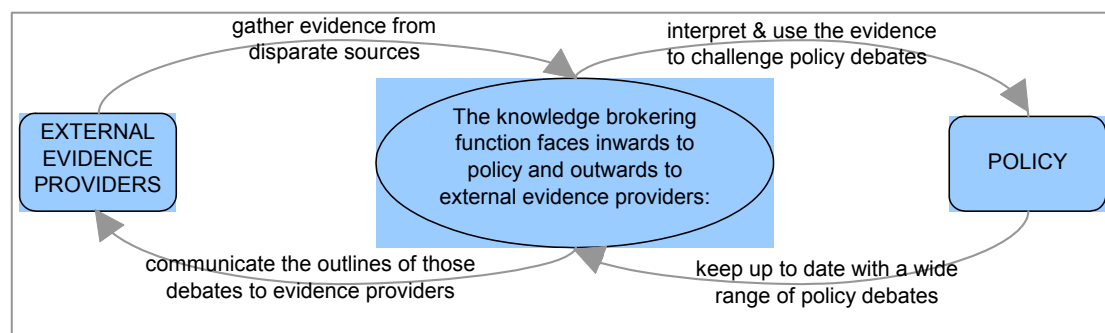 gather evidence from
disparate sources
interpret & use the evidence
to challenge policy debates
EXTERNAL
EVIDENCE
PROVIDERS
The knowledge brokering
function faces inwards to
policy and outwards to
external evidence providers:
POLICY
communicate the outlines of those
debates to evidence providers
keep up to date with a wide
range of policy debates